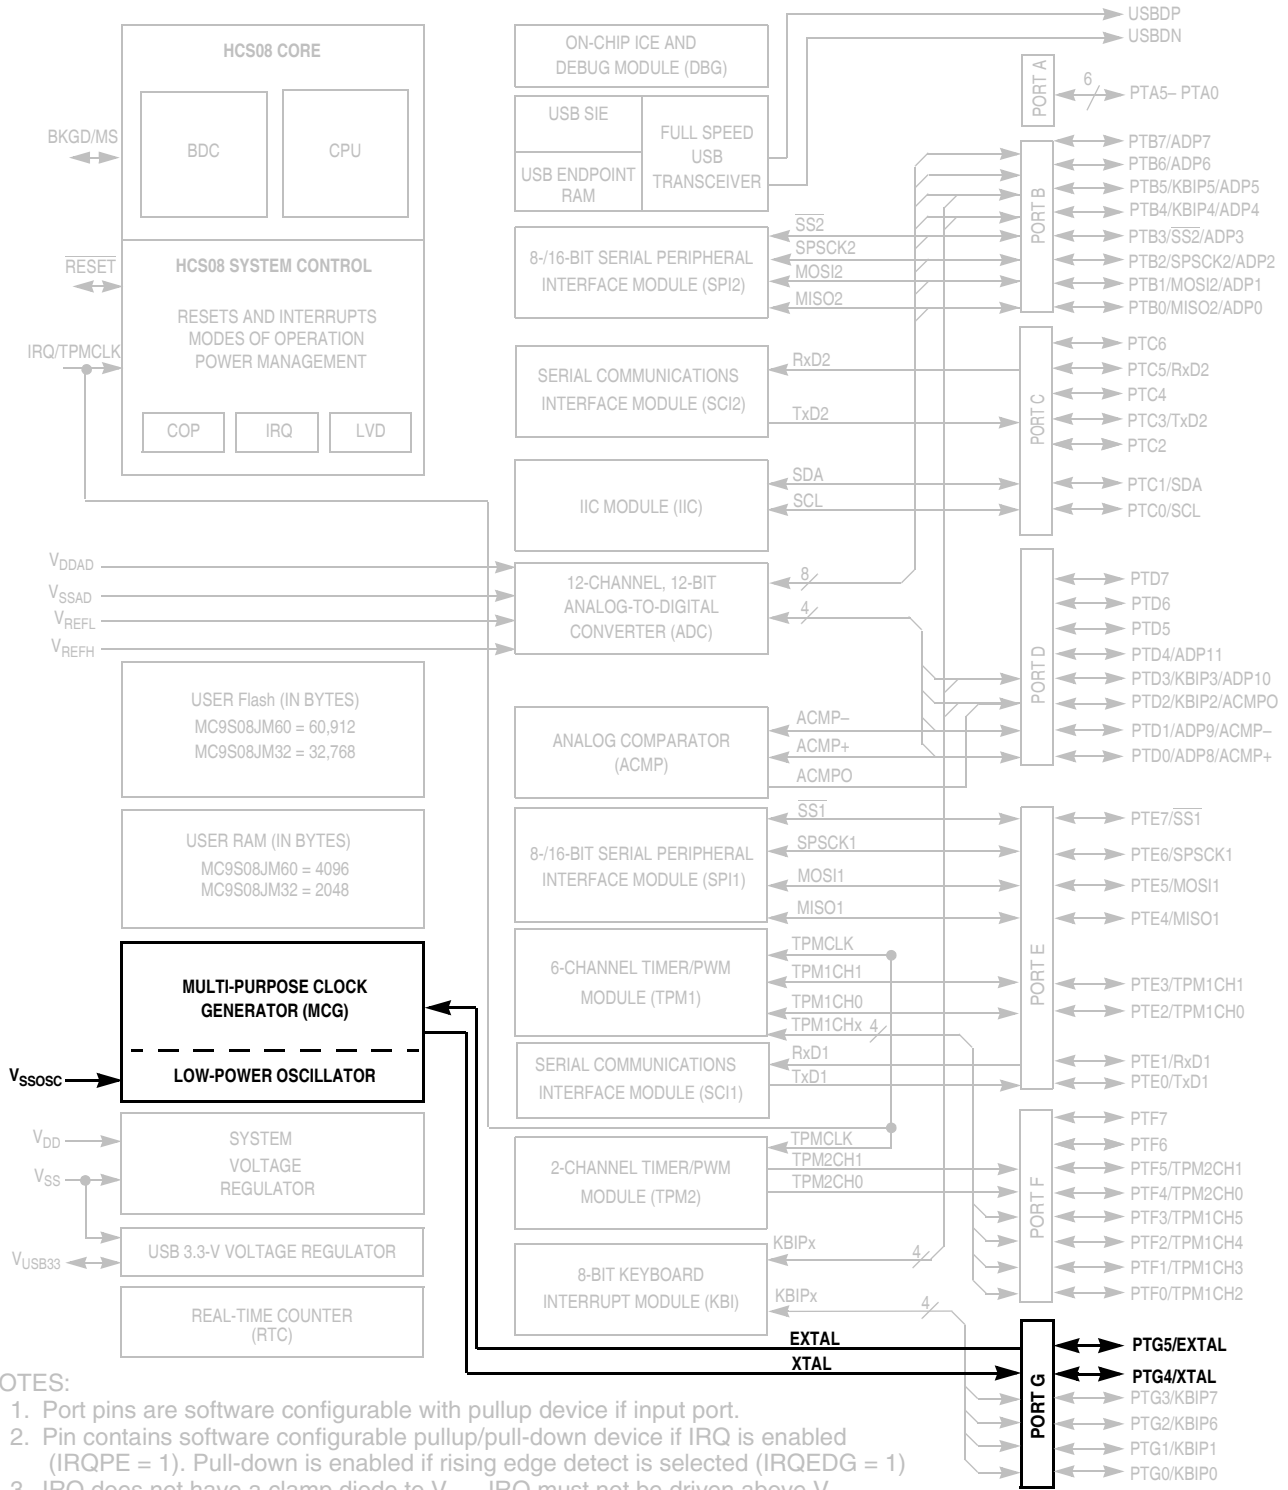 HCS08 CORE
BDC
CPU
BKGD/MS
RESET
HCS08 SYSTEM CONTROL
RESETS AND INTERRUPTS
MODES OF OPERATION
POWER MANAGEMENT
IRQ/TPMCLK
COP
IRQ
LVD
VDDAD
VSSAD
VREFL
VREFH
USER Flash (IN BYTES)
MC9S08JM60 = 60,912
MC9S08JM32 = 32,768
USER RAM (IN BYTES)
MC9S08JM60 = 4096
MC9S08JM32 = 2048
MULTI-PURPOSE CLOCK
GENERATOR (MCG)
VSSOSC
LOW-POWER OSCILLATOR
VDD
VSS
SYSTEM
VOLTAGE
REGULATOR
VUSB33
USB 3.3-V VOLTAGE REGULATOR
REAL-TIME COUNTER
(RTC)
ON-CHIP ICE AND
DEBUG MODULE (DBG)
USB SIE
USB ENDPOINT
RAM
FULL SPEED
USB
TRANSCEIVER
8-/16-BIT SERIAL PERIPHERAL
INTERFACE MODULE (SPI2)
SS2
SPSCK2
MOSI2
MISO2
SERIAL COMMUNICATIONS
INTERFACE MODULE (SCI2)
RxD2
TxD2
IIC MODULE (IIC)
SDA
SCL
12-CHANNEL, 12-BIT
ANALOG-TO-DIGITAL
CONVERTER (ADC)
8
4
ANALOG COMPARATOR
(ACMP)
ACMP–
ACMP+
ACMPO
8-/16-BIT SERIAL PERIPHERAL
INTERFACE MODULE (SPI1)
SS1
SPSCK1
MOSI1
MISO1
6-CHANNEL TIMER/PWM
MODULE (TPM1)
TPMCLK
TPM1CH1
TPM1CH0
TPM1CHx 4
SERIAL COMMUNICATIONS
INTERFACE MODULE (SCI1)
RxD1
TxD1
2-CHANNEL TIMER/PWM
MODULE (TPM2)
TPMCLK
TPM2CH1
TPM2CH0
8-BIT KEYBOARD
INTERRUPT MODULE (KBI)
KBIPx 4
KBIPx 4
EXTAL
XTAL
USBDP
USBDN
PORT A
6
PTA5– PTA0
PORT B
PTB7/ADP7
PTB6/ADP6
PTB5/KBIP5/ADP5
PTB4/KBIP4/ADP4
PTB3/SS2/ADP3
PTB2/SPSCK2/ADP2
PTB1/MOSI2/ADP1
PTB0/MISO2/ADP0
PORT C
PTC6
PTC5/RxD2
PTC4
PTC3/TxD2
PTC2
PTC1/SDA
PTC0/SCL
PORT D
PTD7
PTD6
PTD5
PTD4/ADP11
PTD3/KBIP3/ADP10
PTD2/KBIP2/ACMPO
PTD1/ADP9/ACMP–
PTD0/ADP8/ACMP+
PORT E
PTE7/SS1
PTE6/SPSCK1
PTE5/MOSI1
PTE4/MISO1
PTE3/TPM1CH1
PTE2/TPM1CH0
PTE1/RxD1
PTE0/TxD1
PORT F
PTF7
PTF6
PTF5/TPM2CH1
PTF4/TPM2CH0
PTF3/TPM1CH5
PTF2/TPM1CH4
PTF1/TPM1CH3
PTF0/TPM1CH2
PORT G
PTG5/EXTAL
PTG4/XTAL
PTG3/KBIP7
PTG2/KBIP6
PTG1/KBIP1
PTG0/KBIP0
OTES:
1. Port pins are software configurable with pullup device if input port.
2. Pin contains software configurable pullup/pull-down device if IRQ is enabled
(IRQPE = 1). Pull-down is enabled if rising edge detect is selected (IRQEDG = 1)
3. IRQ does not have a clamp diode to V IRQ must not be driven above V